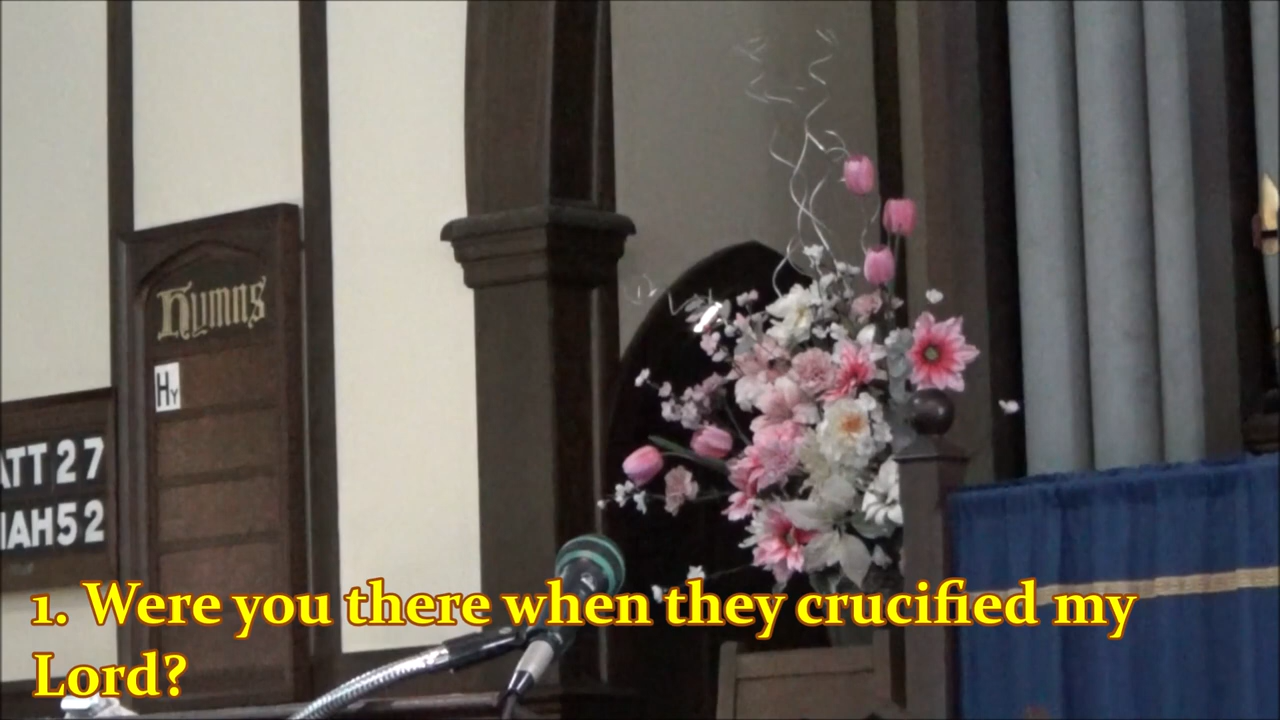 Hymns
Hy
ATT 27
IAH 52
1. Were you there when they crucified my
Lord?